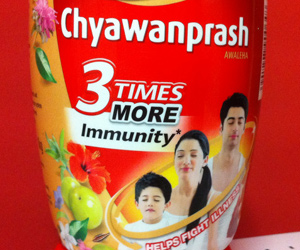 Chyawanprash
AWALEHA
3 TIMES
MORE
Immunity*
HELPS FIGHT ILLNESS